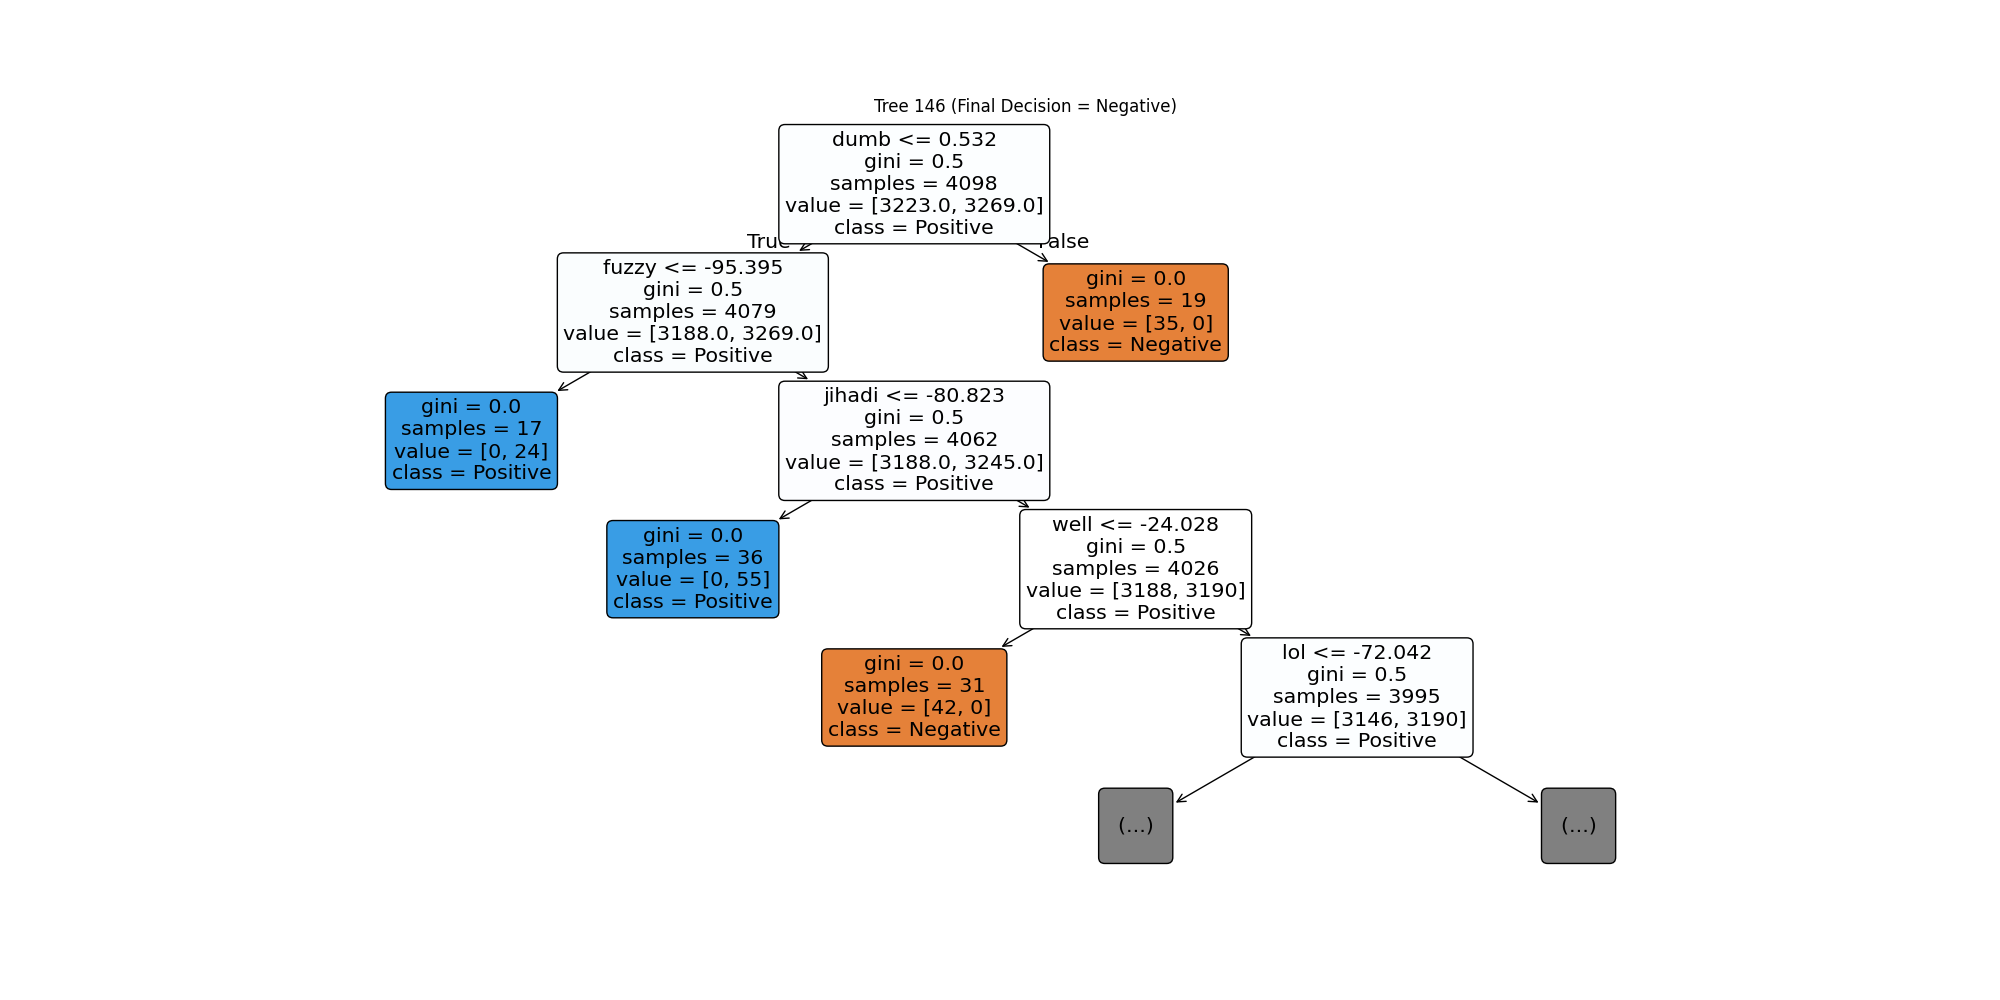 Tree 146 (Final Decision = Negative)
dumb <= 0.532
gini = 0.5
samples = 4098
value = [3223.0, 3269.0]
class = Positive
True
False
fuzzy <= -95.395
gini = 0.5
samples = 4079
value = [3188.0, 3269.0]
class = Positive
gini = 0.0
samples = 19
value = [35, 0]
class = Negative
gini = 0.0
samples = 17
value = [0, 24]
class = Positive
jihadi <= -80.823
gini = 0.5
samples = 4062
value = [3188.0, 3245.0]
class = Positive
gini = 0.0
samples = 36
value = [0, 55]
class = Positive
well <= -24.028
gini = 0.5
samples = 4026
value = [3188, 3190]
class = Positive
gini = 0.0
samples = 31
value = [42, 0]
class = Negative
lol <= -72.042
gini = 0.5
samples = 3995
value = [3146, 3190]
class = Positive
(...)
(...)